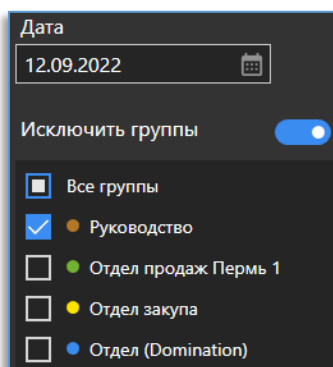 Дата
12.09.2022
Исключить группы
Все группы
Руководство
Отдел продаж Пермь 1
Отдел закупа
Отдел (Domination)